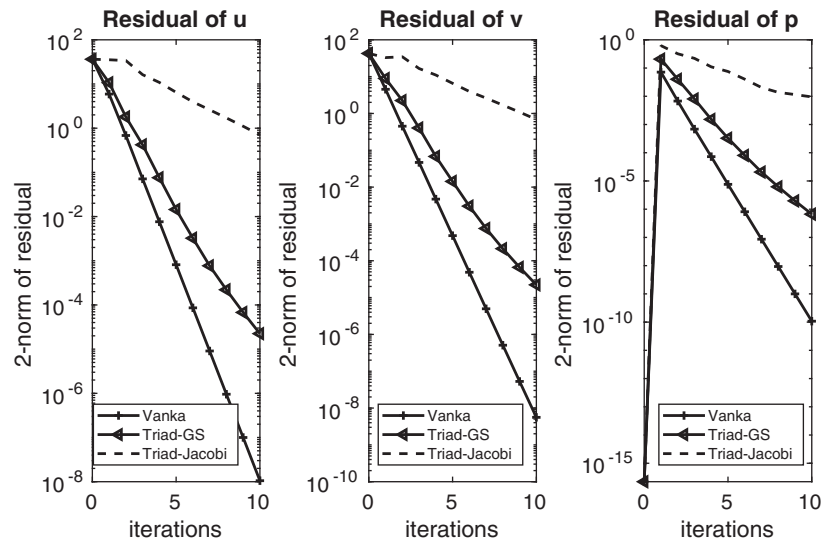 Residual of u
2-norm of residual
10^2
10^0
10^-2
10^-4
10^-6
10^-8
Vanka
Triad-GS
Triad-Jacobi
0 5 10
iterations
Residual of v
2-norm of residual
10^2
10^0
10^-2
10^-4
10^-6
10^-8
10^-10
Vanka
Triad-GS
Triad-Jacobi
0 5 10
iterations
Residual of p
2-norm of residual
10^0
10^-5
10^-10
10^-15
Vanka
Triad-GS
Triad-Jacobi
0 5 10
iterations